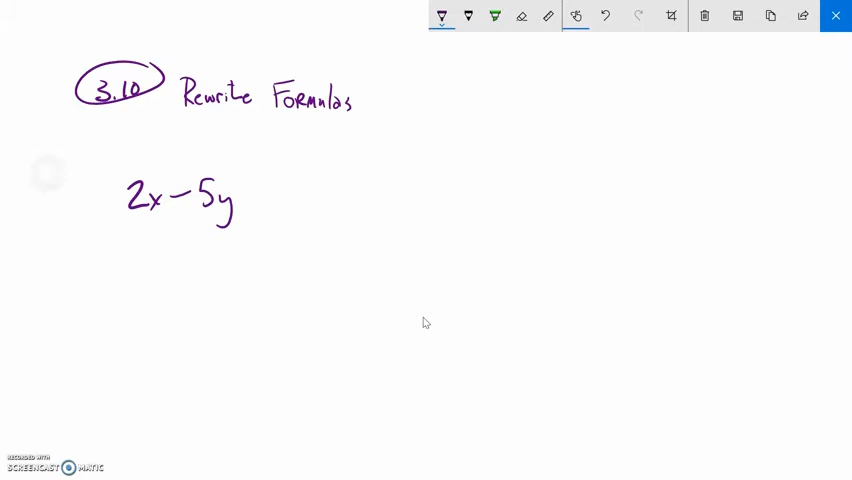 3.10 Rewrite Formulas
2x - 5y
RECORDED WITH
SCREENCAST MATIC